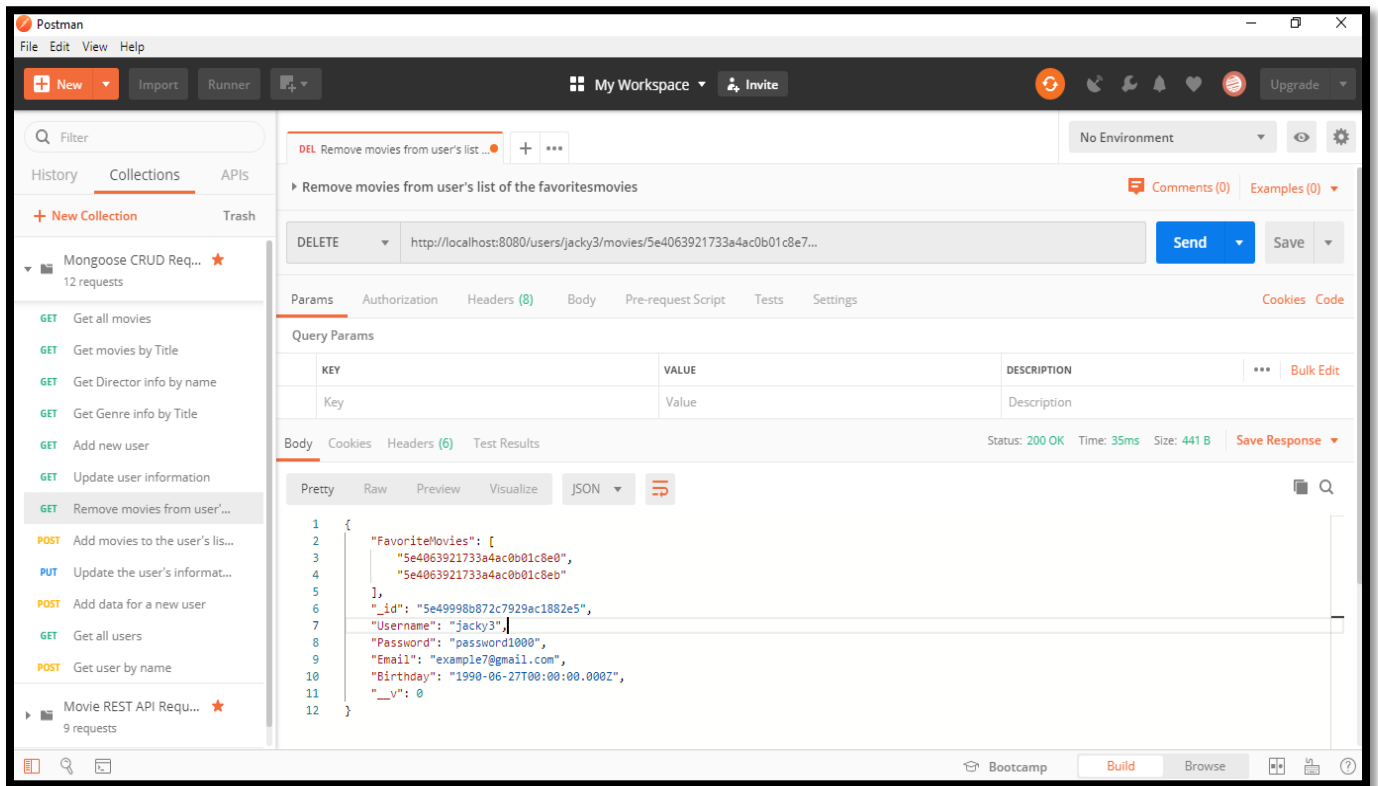 Postman
File Edit View Help
New Import Runner My Workspace Invite Upgrade
Filter
History Collections APIs
+ New Collection Trash
Mongoose CRUD Req...
12 requests
GET Get all movies
GET Get movies by Title
GET Get Director info by name
GET Get Genre info by Title
GET Add new user
GET Update user information
GET Remove movies from user'...
POST Add movies to the user's lis...
PUT Update the user's informat...
POST Add data for a new user
GET Get all users
POST Get user by name
Movie REST API Requ...
9 requests
DEL Remove movies from user's list ... + •••
No Environment
Remove movies from user's list of the favoritesmovies
Comments (0) Examples (0)
DELETE http://localhost:8080/users/jacky3/movies/5e4063921733a4ac0b01c8e7... Send Save
Params Authorization Headers (8) Body Pre-request Script Tests Settings Cookies Code
Query Params
KEY VALUE DESCRIPTION ••• Bulk Edit
Key Value Description
Body Cookies Headers (6) Test Results Status: 200 OK Time: 35ms Size: 441 B Save Response
Pretty Raw Preview Visualize JSON
1 {
2 "FavoriteMovies": [
3 "5e4063921733a4ac0b01c8e0",
4 "5e4063921733a4ac0b01c8eb"
5 ],
6 "_id": "5e49998b872c7929ac1882e5",
7 "Username": "jacky3",
8 "Password": "password1000",
9 "Email": "example7@gmail.com",
10 "Birthday": "1990-06-27T00:00:00.000Z",
11 "__v": 0
12 }
Bootcamp Build Browse